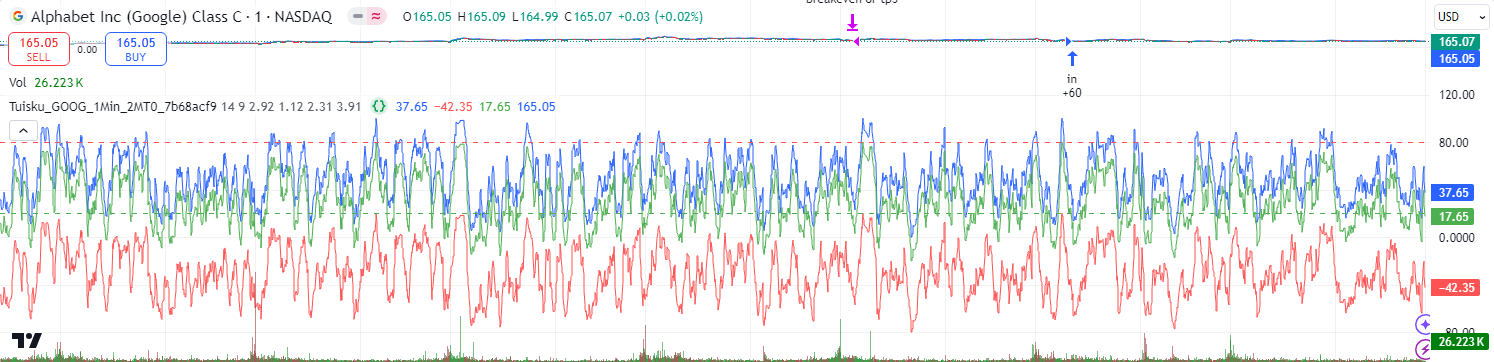 Breakeven or tps
Alphabet Inc (Google) Class C · 1 · NASDAQ O165.05 H165.09 L164.99 C165.07 +0.03 (+0.02%)
USD
165.05
SELL
0.00
165.05
BUY
165.07
165.05
Vol 26.223 K
in
+60
120.00
Tuisku_GOOG_1Min_2MT0_7b68acf9 14 9 2.92 1.12 2.31 3.91 {} 37.65 −42.35 17.65 165.05
80.00
37.65
17.65
0.0000
−42.35
−80.00
26.223 K